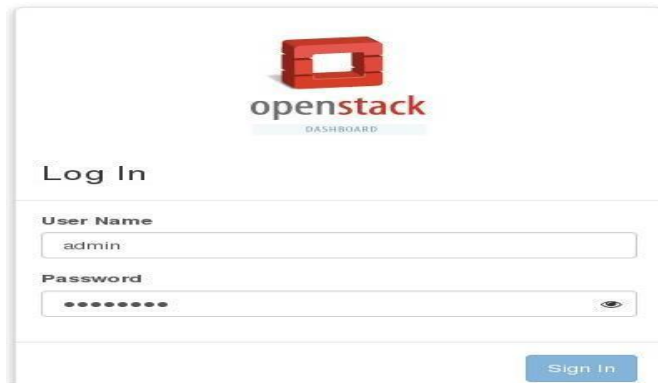 openstack
DASHBOARD
Log In
User Name
admin
Password
••••••••
Sign In